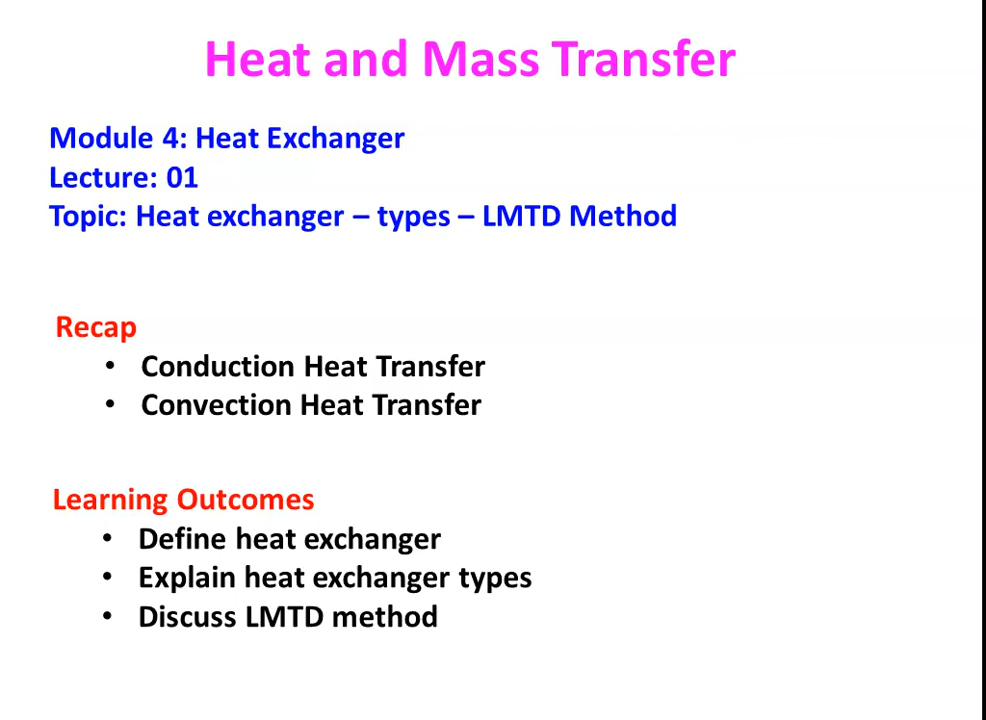 Heat and Mass Transfer
Module 4: Heat Exchanger
Lecture: 01
Topic: Heat exchanger – types – LMTD Method
Recap
• Conduction Heat Transfer
• Convection Heat Transfer
Learning Outcomes
• Define heat exchanger
• Explain heat exchanger types
• Discuss LMTD method